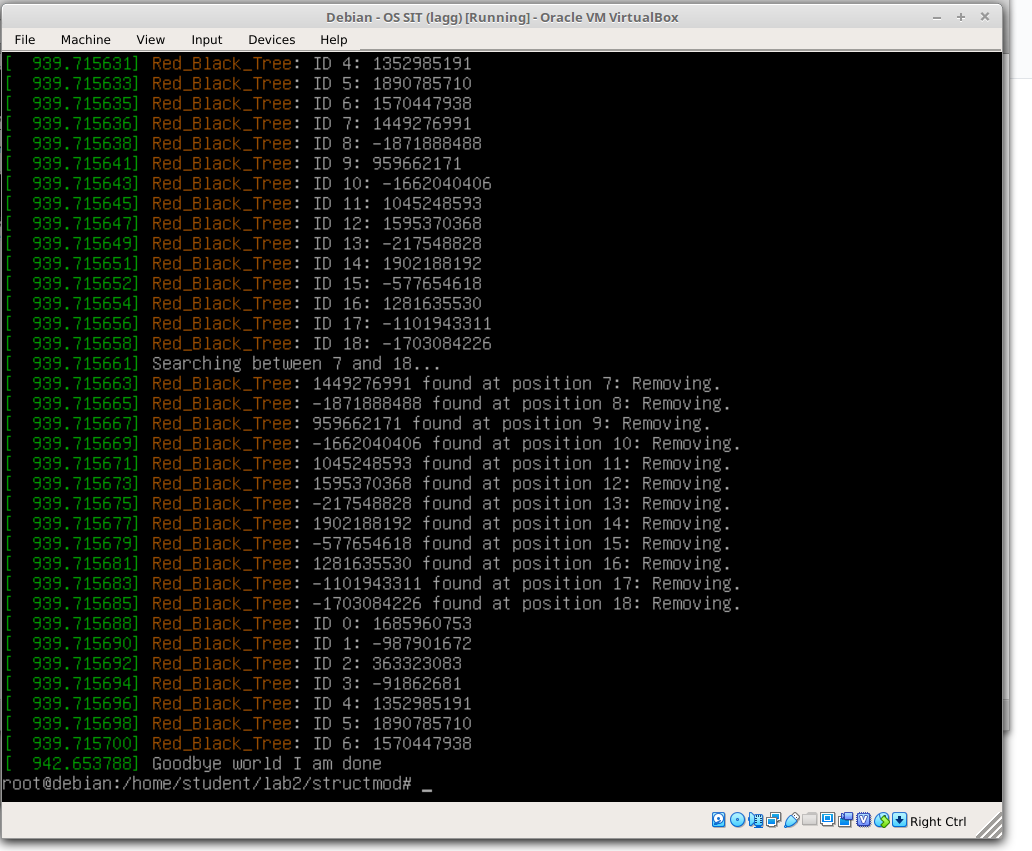 Debian - OS SIT (lagg) [Running] - Oracle VM VirtualBox
File Machine View Input Devices Help
[  939.715631] Red_Black_Tree: ID 4: 1352985191
[  939.715633] Red_Black_Tree: ID 5: 1890785710
[  939.715635] Red_Black_Tree: ID 6: 1570447938
[  939.715636] Red_Black_Tree: ID 7: 1449276991
[  939.715638] Red_Black_Tree: ID 8: -1871888488
[  939.715641] Red_Black_Tree: ID 9: 959662171
[  939.715643] Red_Black_Tree: ID 10: -1662040406
[  939.715645] Red_Black_Tree: ID 11: 1045248593
[  939.715647] Red_Black_Tree: ID 12: 1595370368
[  939.715649] Red_Black_Tree: ID 13: -217548828
[  939.715651] Red_Black_Tree: ID 14: 1902188192
[  939.715652] Red_Black_Tree: ID 15: -577654618
[  939.715654] Red_Black_Tree: ID 16: 1281635530
[  939.715656] Red_Black_Tree: ID 17: -1101943311
[  939.715658] Red_Black_Tree: ID 18: -1703084226
[  939.715661] Searching between 7 and 18...
[  939.715663] Red_Black_Tree: 1449276991 found at position 7: Removing.
[  939.715665] Red_Black_Tree: -1871888488 found at position 8: Removing.
[  939.715667] Red_Black_Tree: 959662171 found at position 9: Removing.
[  939.715669] Red_Black_Tree: -1662040406 found at position 10: Removing.
[  939.715671] Red_Black_Tree: 1045248593 found at position 11: Removing.
[  939.715673] Red_Black_Tree: 1595370368 found at position 12: Removing.
[  939.715675] Red_Black_Tree: -217548828 found at position 13: Removing.
[  939.715677] Red_Black_Tree: 1902188192 found at position 14: Removing.
[  939.715679] Red_Black_Tree: -577654618 found at position 15: Removing.
[  939.715681] Red_Black_Tree: 1281635530 found at position 16: Removing.
[  939.715683] Red_Black_Tree: -1101943311 found at position 17: Removing.
[  939.715685] Red_Black_Tree: -1703084226 found at position 18: Removing.
[  939.715688] Red_Black_Tree: ID 0: 1685960753
[  939.715690] Red_Black_Tree: ID 1: -987901672
[  939.715692] Red_Black_Tree: ID 2: 363323083
[  939.715694] Red_Black_Tree: ID 3: -91862681
[  939.715696] Red_Black_Tree: ID 4: 1352985191
[  939.715698] Red_Black_Tree: ID 5: 1890785710
[  939.715700] Red_Black_Tree: ID 6: 1570447938
[  942.653788] Goodbye world I am done
root@debian:/home/student/lab2/structmod# _
Right Ctrl